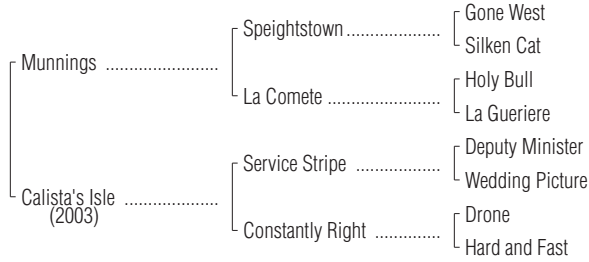 Gone West
Speightstown
Silken Cat
Munnings
Holy Bull
La Comete
La Gueriere
Deputy Minister
Service Stripe
Wedding Picture
Calista's Isle
(2003)
Drone
Constantly Right
Hard and Fast